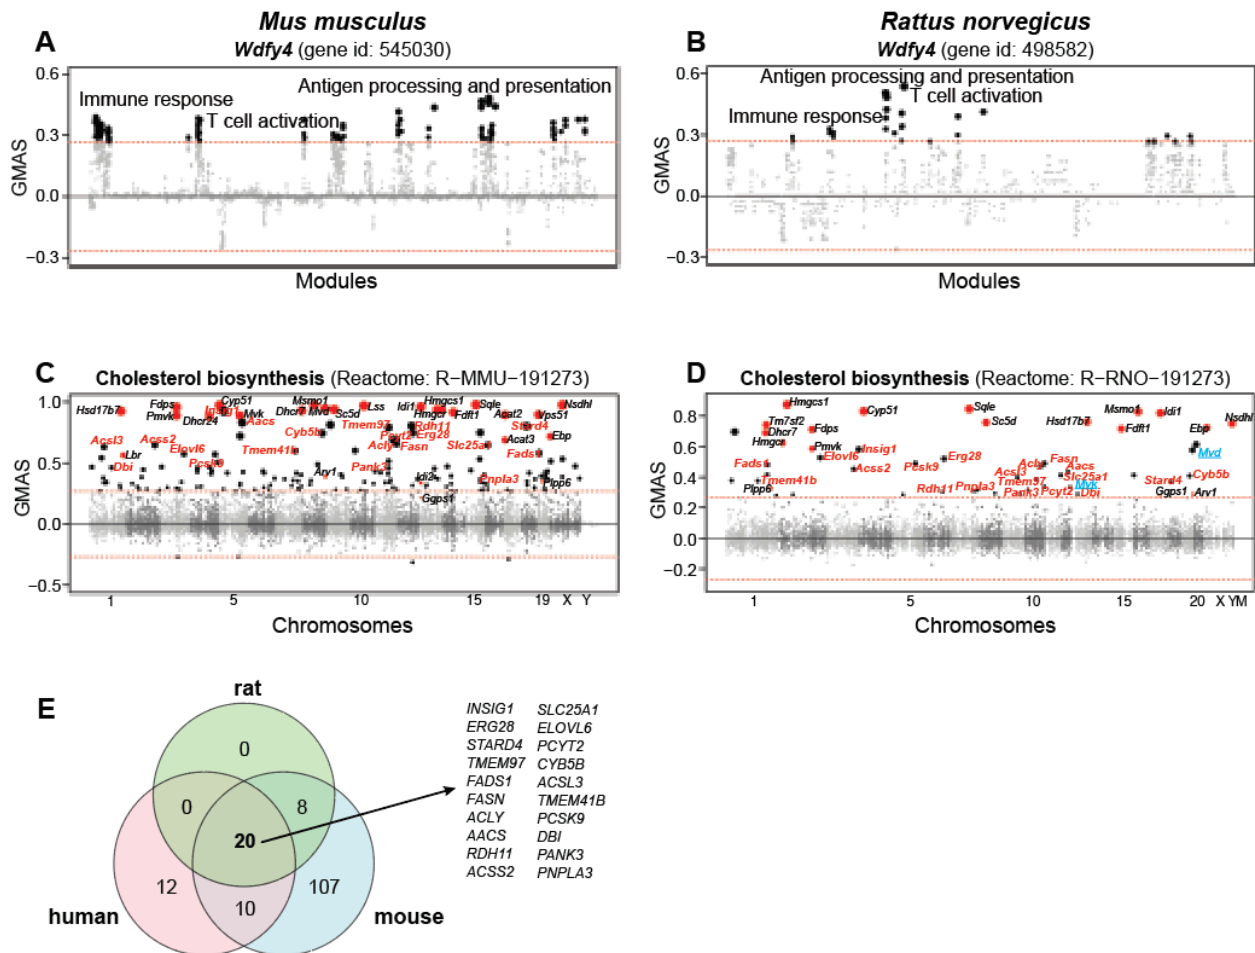 Mus musculus
Rattus norvegicus
A
Wdfy4 (gene id: 545030)
B
Wdfy4 (gene id: 498582)
0.6
0.3
0.0
−0.3
GMAS
Immune response
T cell activation
Antigen processing and presentation
Modules
0.6
0.3
0.0
−0.3
GMAS
Antigen processing and presentation
T cell activation
Immune response
Modules
C
Cholesterol biosynthesis (Reactome: R−MMU−191273)
1.0
0.5
0.0
−0.5
GMAS
Hsd17b7
Fdps
Pmvk
Cyp51
Insig1
Dhcr24
Mvk
Aacs
Msmo1
Dhcr7
Mvd
Sc5d
Lss
Idi1
Hmgcs1
Hmgcr
Fdft1
Sqle
Acat2
Vps51
Nsdhl
Acsl3
Lbr
Dbi
Acss2
Elovl6
Pcsk9
Tmem41b
Cyb5b
Tmem97
Pcyt2
Rdh11
Erg28
Acly
Fasn
Slc25a1
Stard4
Acat3
Fads1
Ebp
Arv1
Pank3
Idi2
Ggps1
Pnpla3
Plpp6
1
5
10
15
19
X
Y
Chromosomes
D
Cholesterol biosynthesis (Reactome: R−RNO−191273)
0.8
0.6
0.4
0.2
0.0
−0.2
GMAS
Hmgcs1
Tm7sf2
Dhcr7
Hmgcr
Fdps
Pmvk
Cyp51
Sqle
Sc5d
Hsd17b7
Msmo1
Fdft1
Idi1
Ebp
Nsdhl
Mvd
Fads1
Tmem41b
Plpp6
Elovl6
Insig1
Acss2
Pcsk9
Erg28
Rdh11
Pnpla3
Acly
Acsl3
Tmem97
Pank3
Fasn
Aacs
Slc25a1
Mvk
Pcyt2
Dbi
Stard4
Cyb5b
Ggps1
Arv1
1
5
10
15
20
X
Y
M
Chromosomes
E
rat
0
0
8
20
12
10
107
human
mouse
INSIG1 SLC25A1
ERG28 ELOVL6
STARD4 PCYT2
TMEM97 CYB5B
FADS1 ACSL3
FASN TMEM41B
ACLY PCSK9
AACS DBI
RDH11 PANK3
ACSS2 PNPLA3